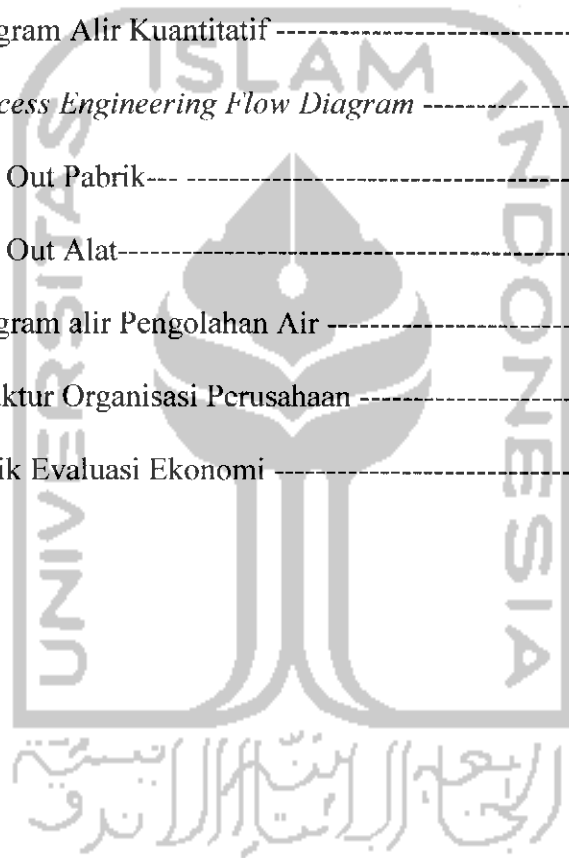 gram Alir Kuantitatif ----------------------------
ISLAM
cess Engineering Flow Diagram --------------
Out Pabrik--- ------------------------------------
Out Alat------------------------------------------
gram alir Pengolahan Air ----------------------
ktur Organisasi Perusahaan -------------------
ik Evaluasi Ekonomi ----------------------------
UNIVERSITAS
INDONESIA